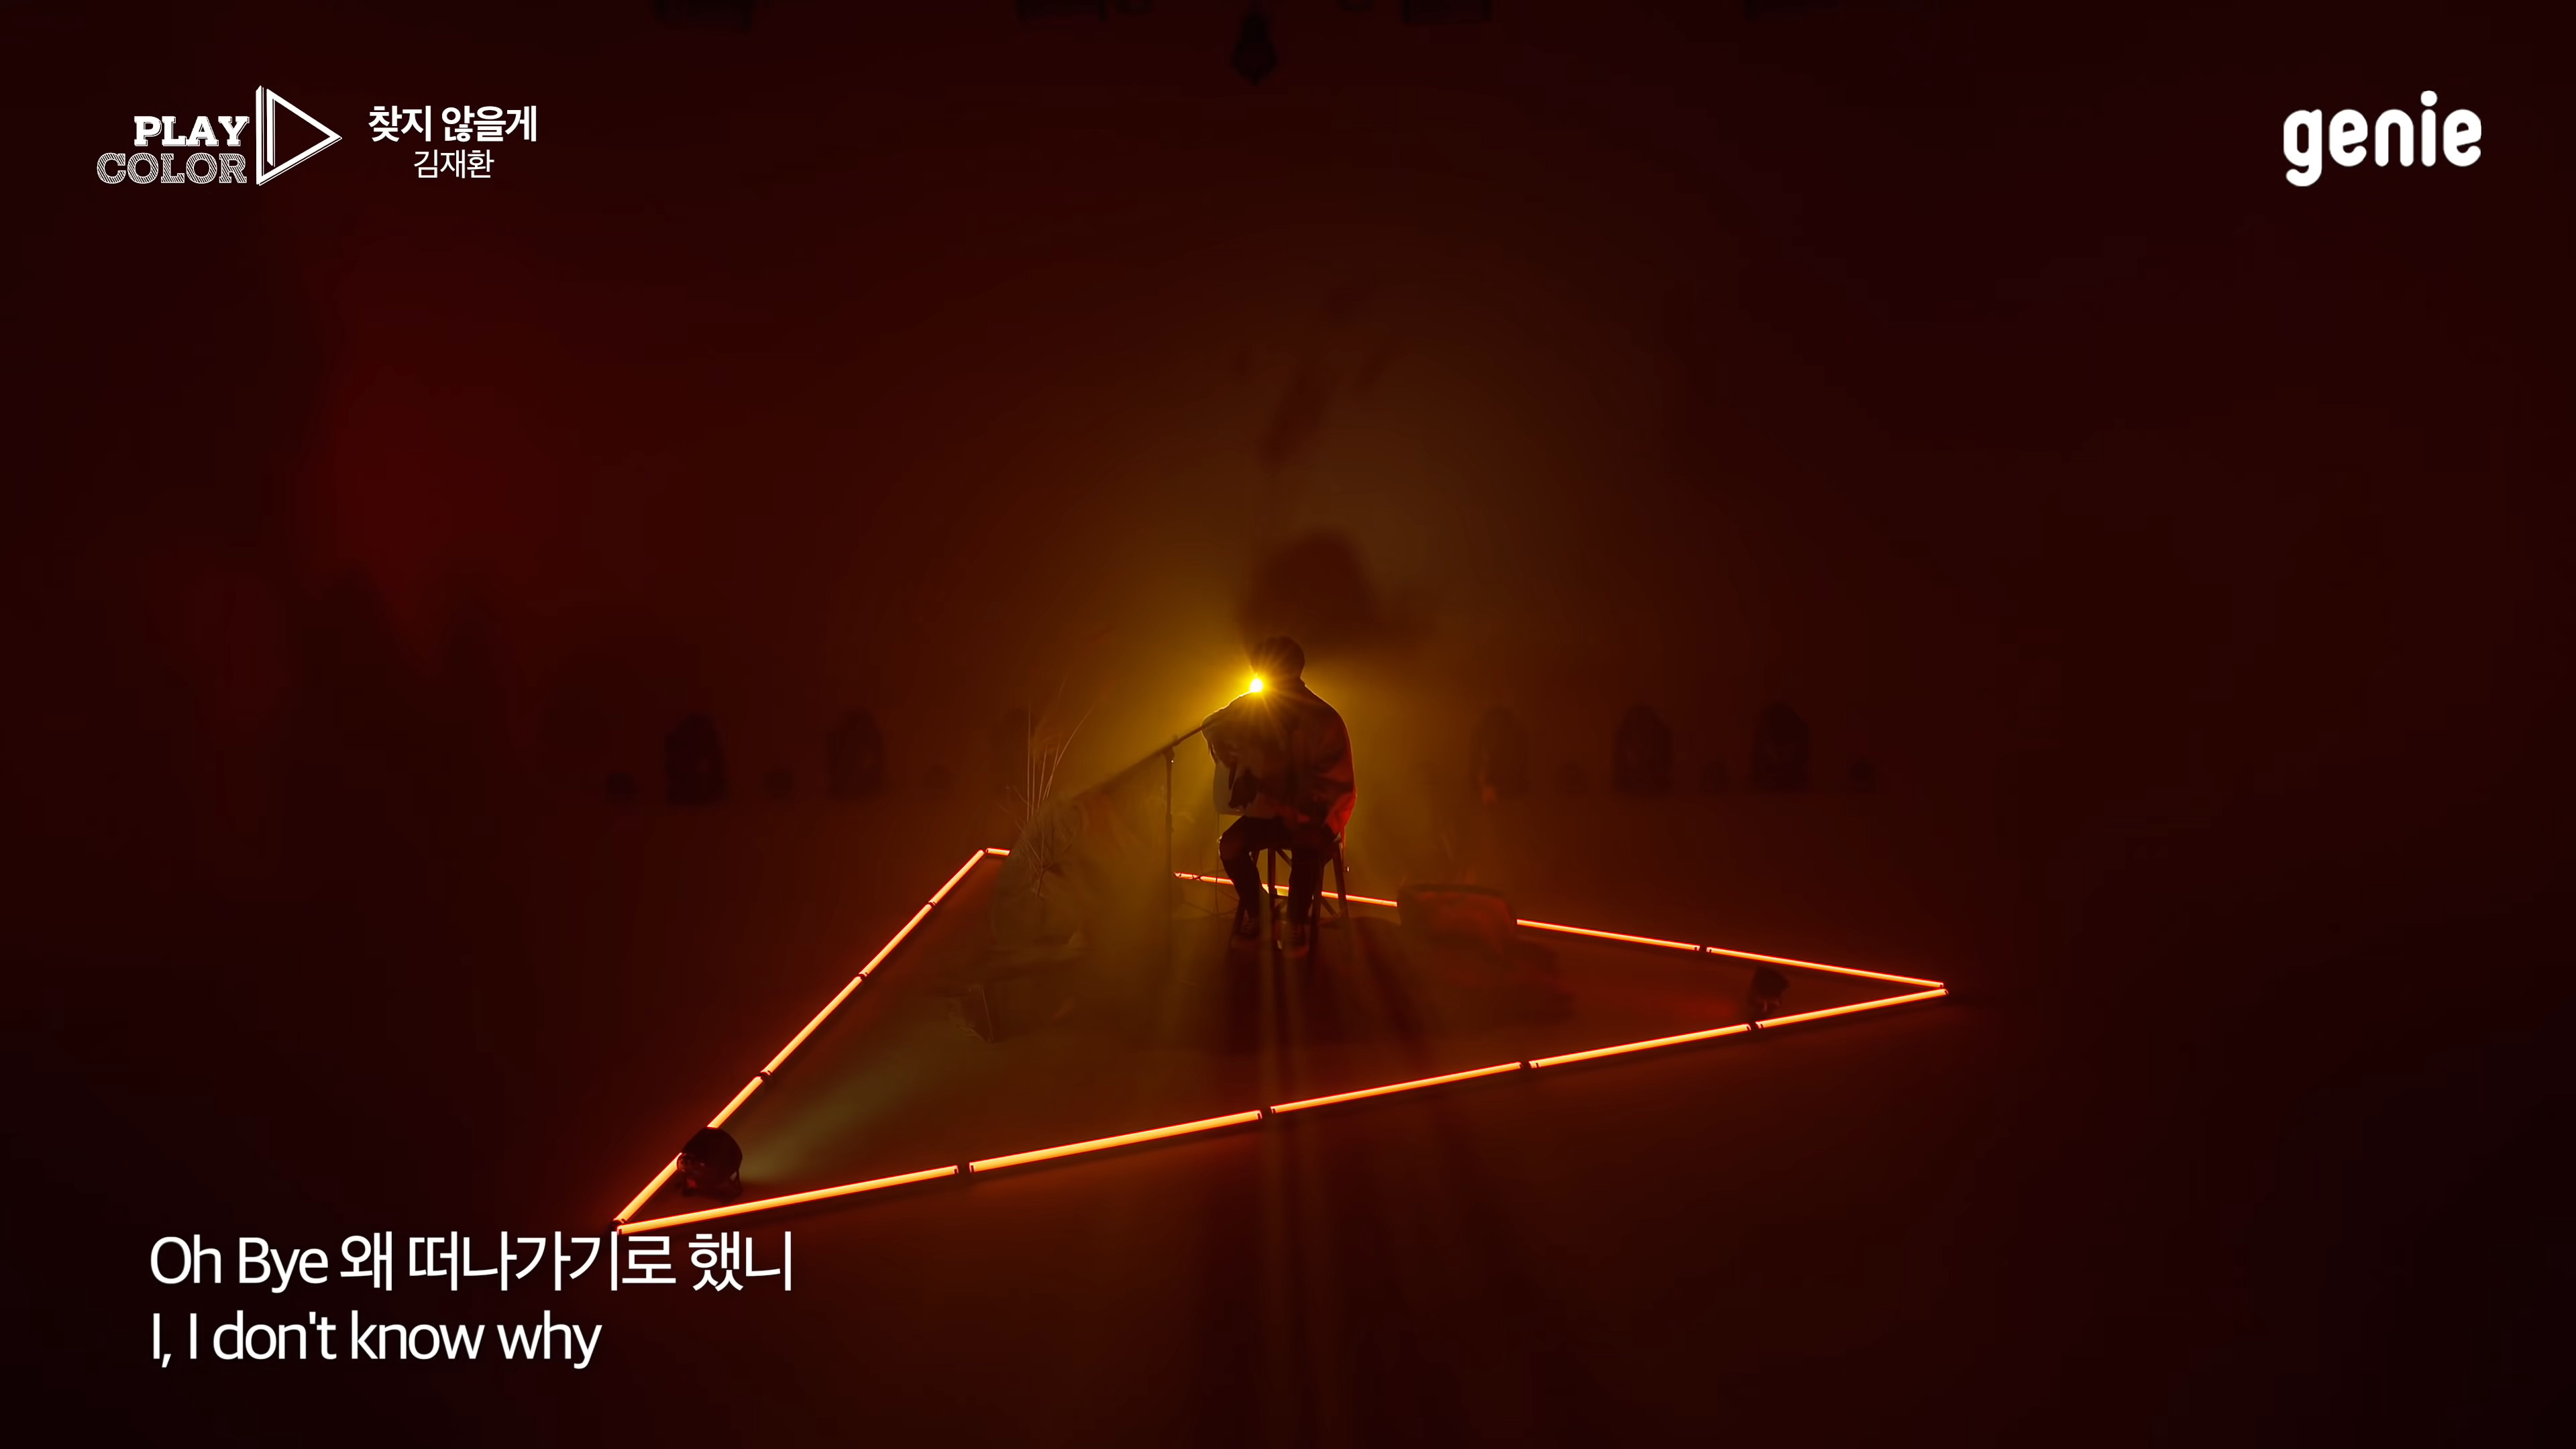 PLAY
COLOR
찾지 않을게
김재환
genie
Oh Bye 왜 떠나가기로 했니
I, I don't know why